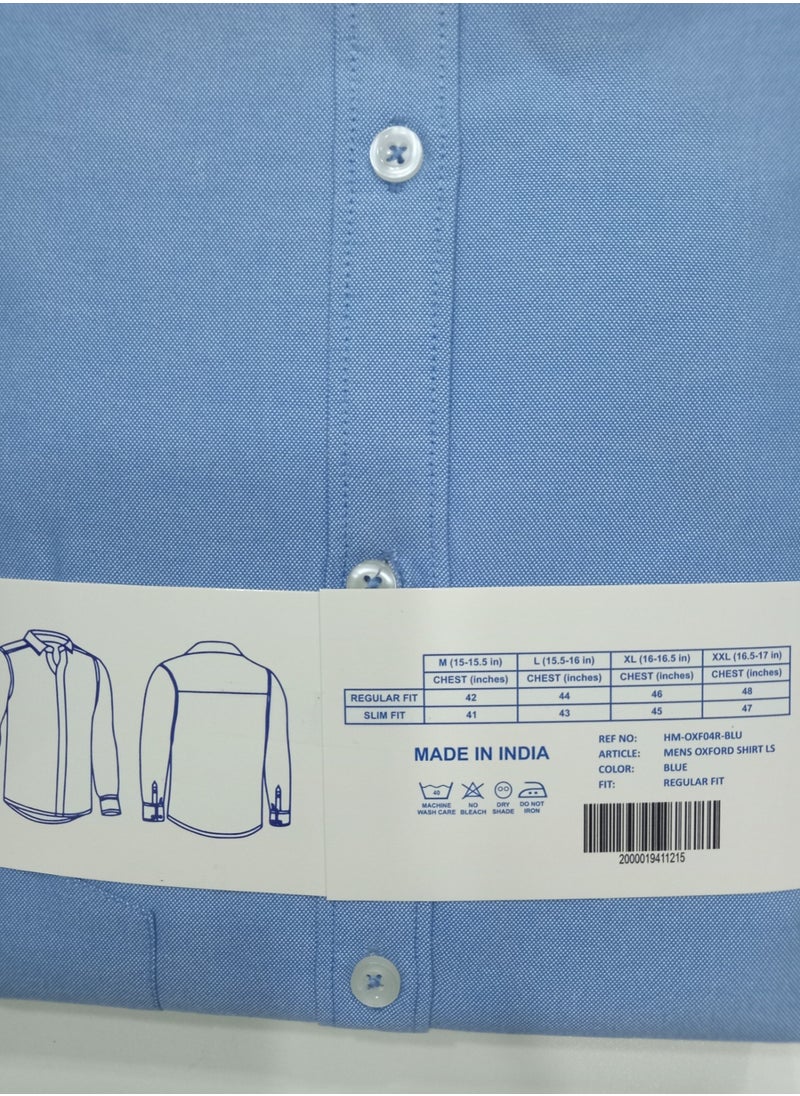 M (15-15.5 in) L (15.5-16 in) XL (16-16.5 in) XXL (16.5-17 in)
CHEST (inches) CHEST (inches) CHEST (inches) CHEST (inches)
REGULAR FIT 42 44 46 48
SLIM FIT 41 43 45 47
MADE IN INDIA
REF NO: HM-OXF04R-BLU
ARTICLE: MENS OXFORD SHIRT LS
COLOR: BLUE
FIT: REGULAR FIT
40
MACHINE WASH CARE
NO BLEACH
DRY SHADE
DO NOT IRON
2000019411215